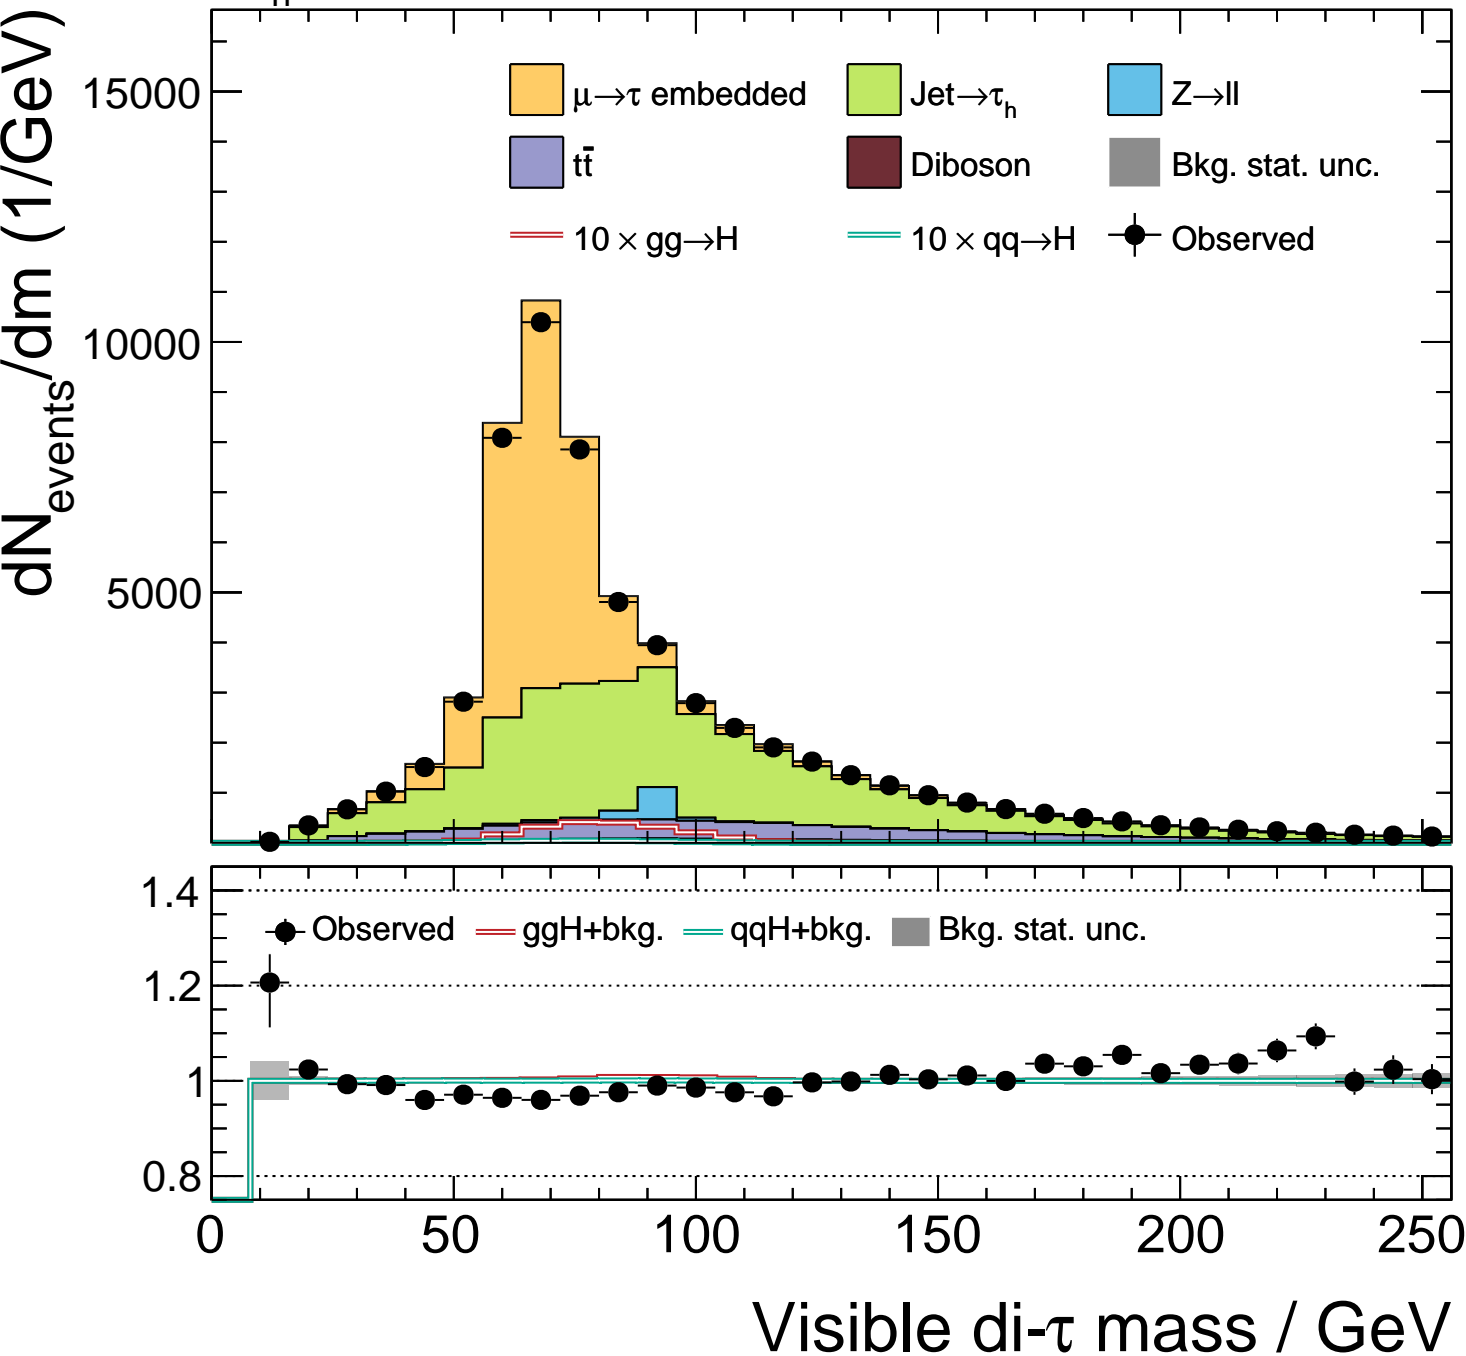 dN_events/dm (1/GeV)
15000
10000
5000
μ→τ embedded
Jet→τ_h
Z→ll
tt̄
Diboson
Bkg. stat. unc.
10 × gg→H
10 × qq→H
Observed
1.4
1.2
1
0.8
Observed
ggH+bkg.
qqH+bkg.
Bkg. stat. unc.
0
50
100
150
200
250
Visible di-τ mass / GeV